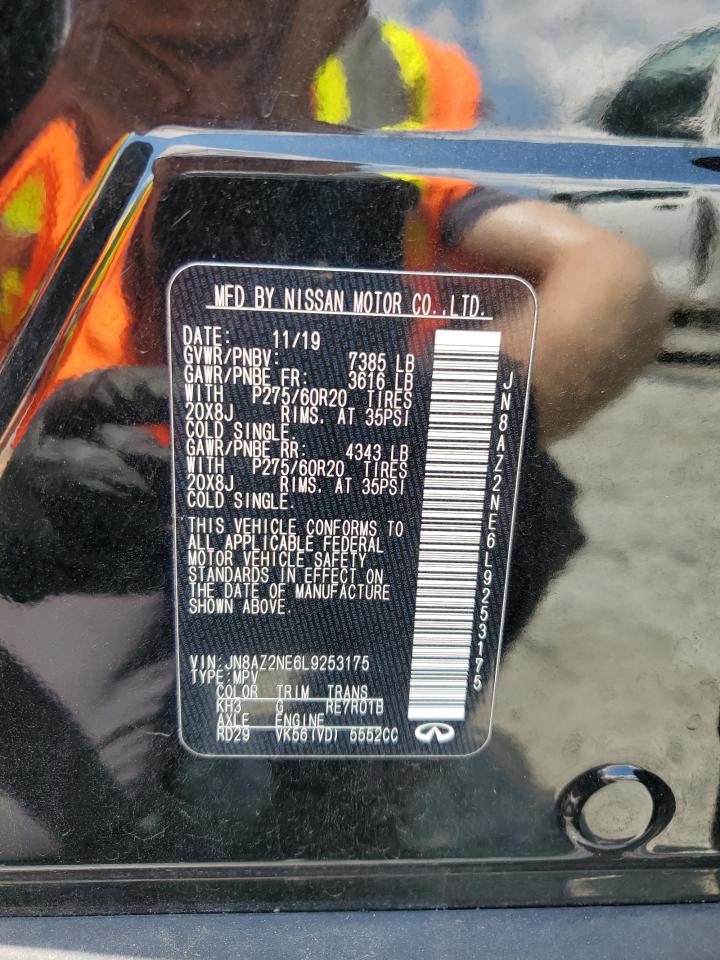 MFD BY NISSAN MOTOR CO.,LTD.
DATE: 11/19
GVWR/PNBV: 7385 LB
GAWR/PNBE FR: 3616 LB
WITH P275/60R20 TIRES
20X8J RIMS. AT 35PSI
COLD SINGLE.
GAWR/PNBE RR: 4343 LB
WITH P275/60R20 TIRES
20X8J RIMS. AT 35PSI
COLD SINGLE.
THIS VEHICLE CONFORMS TO
ALL APPLICABLE FEDERAL
MOTOR VEHICLE SAFETY
STANDARDS IN EFFECT ON
THE DATE OF MANUFACTURE
SHOWN ABOVE.
VIN:JN8AZ2NE6L9253175
TYPE:MPV
COLOR TRIM TRANS
KH3 G RE7R01B
AXLE ENGINE
RD29 VK56(VD) 5552CC
JN8AZ2NE6L9253175